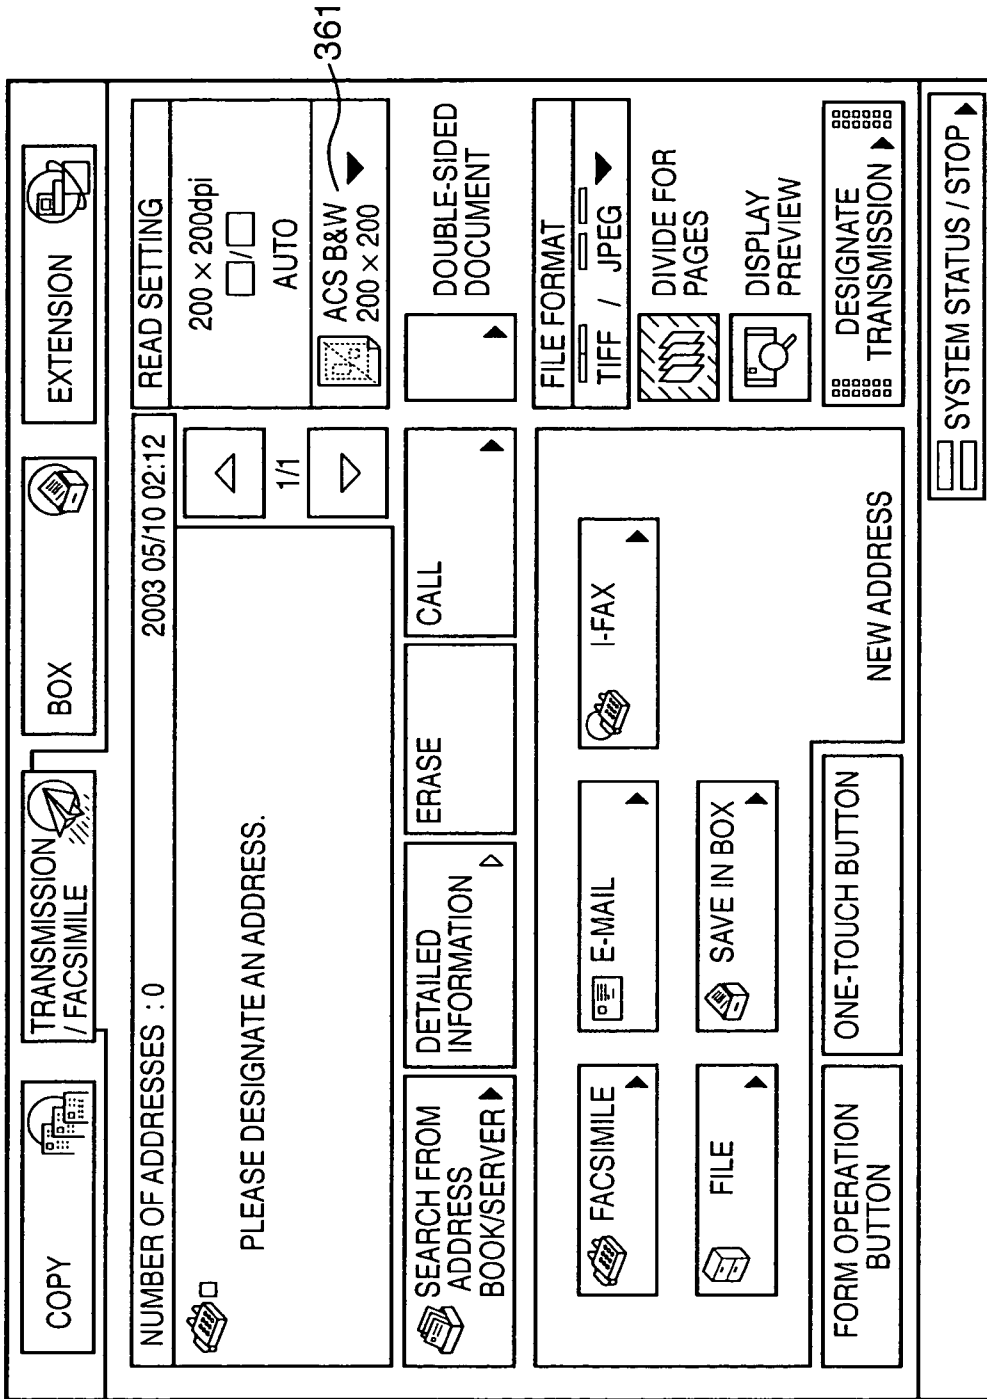 COPY
TRANSMISSION
/ FACSIMILE
BOX
EXTENSION
NUMBER OF ADDRESSES : 0
2003 05/10 02:12
PLEASE DESIGNATE AN ADDRESS.
1/1
READ SETTING
200 × 200dpi
/
AUTO
ACS B&W
200 × 200
361
SEARCH FROM
ADDRESS
BOOK/SERVER
DETAILED
INFORMATION
ERASE
CALL
DOUBLE-SIDED
DOCUMENT
FACSIMILE
E-MAIL
I-FAX
FILE
SAVE IN BOX
NEW ADDRESS
FORM OPERATION
BUTTON
ONE-TOUCH BUTTON
FILE FORMAT
TIFF / JPEG
DIVIDE FOR
PAGES
DISPLAY
PREVIEW
DESIGNATE
TRANSMISSION
SYSTEM STATUS / STOP